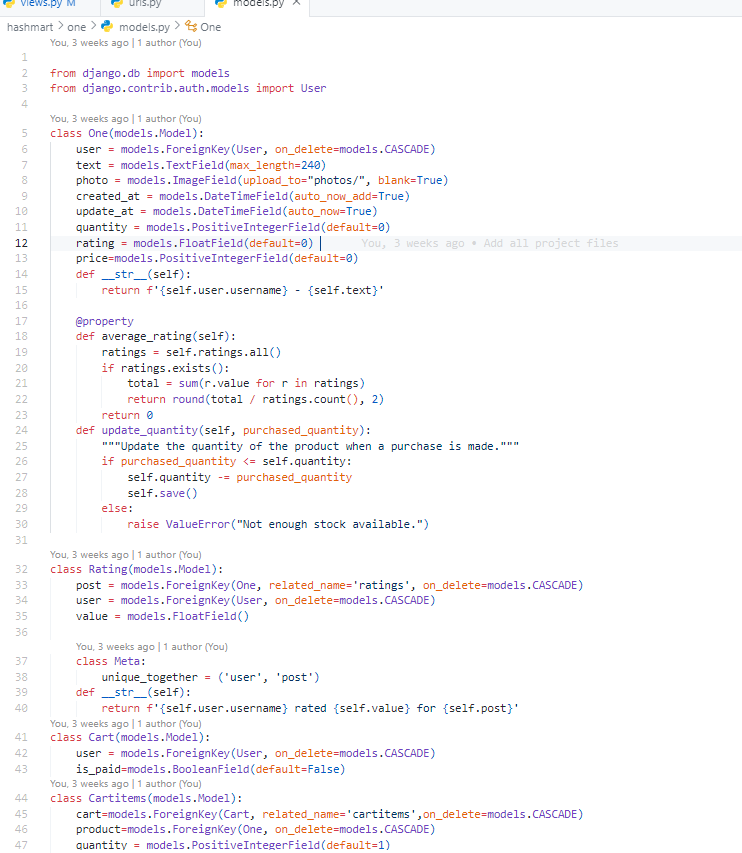 views.py M urls.py models.py ×
hashmart > one > models.py > One
You, 3 weeks ago | 1 author (You)
1
2 from django.db import models
3 from django.contrib.auth.models import User
4
You, 3 weeks ago | 1 author (You)
5 class One(models.Model):
6 user = models.ForeignKey(User, on_delete=models.CASCADE)
7 text = models.TextField(max_length=240)
8 photo = models.ImageField(upload_to="photos/", blank=True)
9 created_at = models.DateTimeField(auto_now_add=True)
10 update_at = models.DateTimeField(auto_now=True)
11 quantity = models.PositiveIntegerField(default=0)
12 rating = models.FloatField(default=0) You, 3 weeks ago • Add all project files
13 price=models.PositiveIntegerField(default=0)
14 def __str__(self):
15 return f'{self.user.username} - {self.text}'
16
17 @property
18 def average_rating(self):
19 ratings = self.ratings.all()
20 if ratings.exists():
21 total = sum(r.value for r in ratings)
22 return round(total / ratings.count(), 2)
23 return 0
24 def update_quantity(self, purchased_quantity):
25 """Update the quantity of the product when a purchase is made."""
26 if purchased_quantity <= self.quantity:
27 self.quantity -= purchased_quantity
28 self.save()
29 else:
30 raise ValueError("Not enough stock available.")
31
You, 3 weeks ago | 1 author (You)
32 class Rating(models.Model):
33 post = models.ForeignKey(One, related_name='ratings', on_delete=models.CASCADE)
34 user = models.ForeignKey(User, on_delete=models.CASCADE)
35 value = models.FloatField()
36
You, 3 weeks ago | 1 author (You)
37 class Meta:
38 unique_together = ('user', 'post')
39 def __str__(self):
40 return f'{self.user.username} rated {self.value} for {self.post}'
You, 3 weeks ago | 1 author (You)
41 class Cart(models.Model):
42 user = models.ForeignKey(User, on_delete=models.CASCADE)
43 is_paid=models.BooleanField(default=False)
You, 3 weeks ago | 1 author (You)
44 class Cartitems(models.Model):
45 cart=models.ForeignKey(Cart, related_name='cartitems',on_delete=models.CASCADE)
46 product=models.ForeignKey(One, on_delete=models.CASCADE)
47 quantity = models.PositiveIntegerField(default=1)